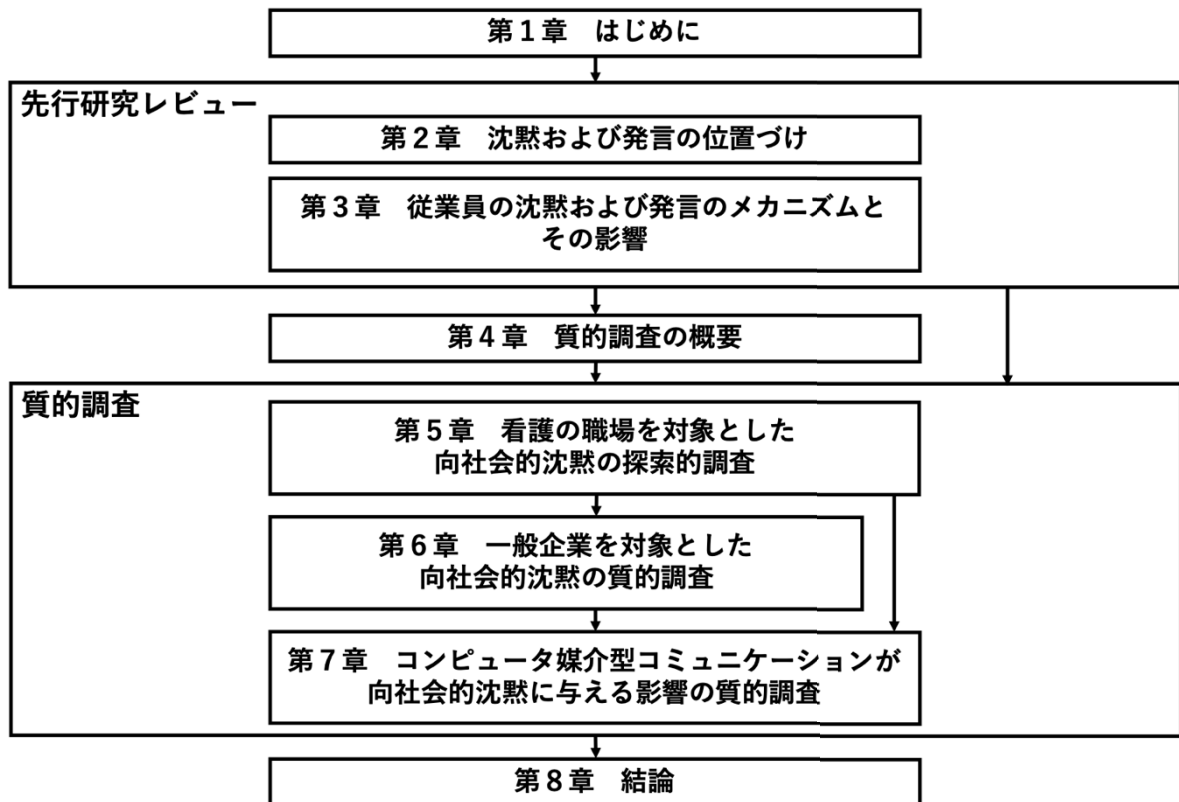 第１章　はじめに
先行研究レビュー
第２章　沈黙および発言の位置づけ
第３章　従業員の沈黙および発言のメカニズムと
その影響
第４章　質的調査の概要
質的調査
第５章　看護の職場を対象とした
向社会的沈黙の探索的調査
第６章　一般企業を対象とした
向社会的沈黙の質的調査
第７章　コンピュータ媒介型コミュニケーションが
向社会的沈黙に与える影響の質的調査
第８章　結論